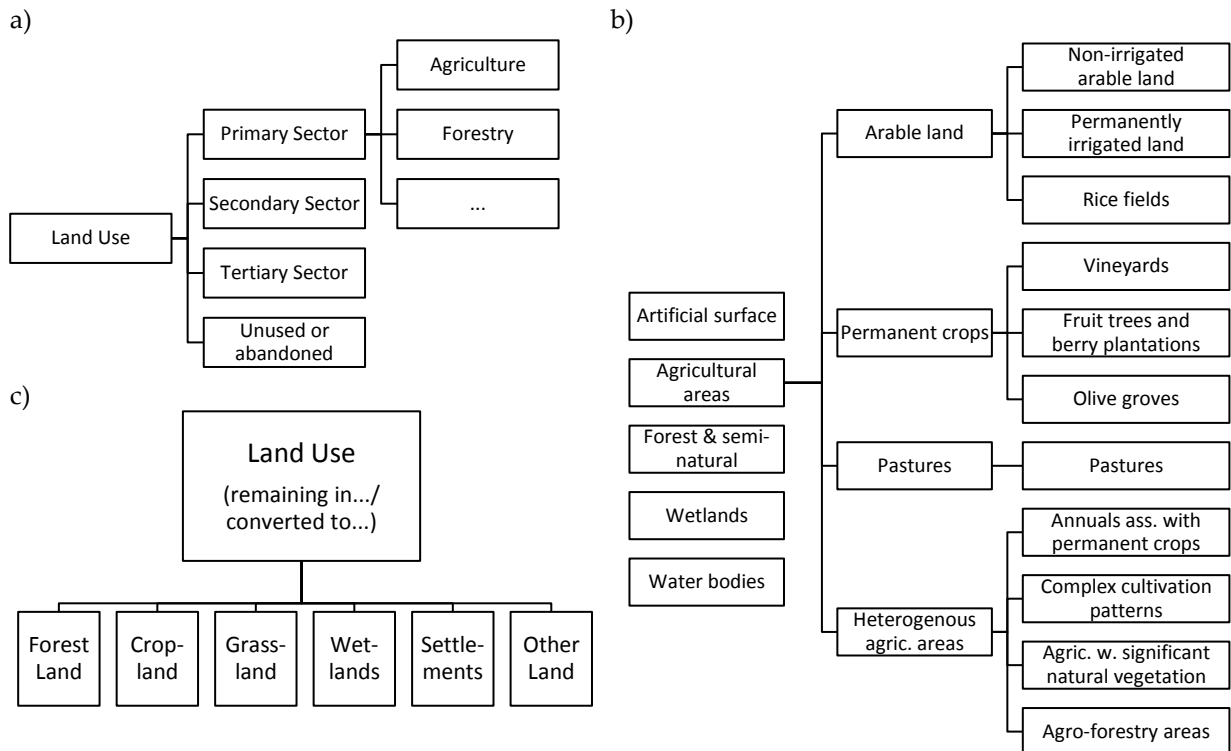 a)
Land Use
Primary Sector
Secondary Sector
Tertiary Sector
Unused or
abandoned
Agriculture
Forestry
...
b)
Artificial surface
Agricultural
areas
Forest & semi-
natural
Wetlands
Water bodies
Arable land
Non-irrigated
arable land
Permanently
irrigated land
Rice fields
Permanent crops
Vineyards
Fruit trees and
berry plantations
Olive groves
Pastures
Pastures
Heterogenous
agric. areas
Annuals ass. with
permanent crops
Complex cultivation
patterns
Agric. w. significant
natural vegetation
Agro-forestry areas
c)
Land Use
(remaining in.../
converted to...)
Forest
Land
Crop-
land
Grass-
land
Wet-
lands
Settle-
ments
Other
Land